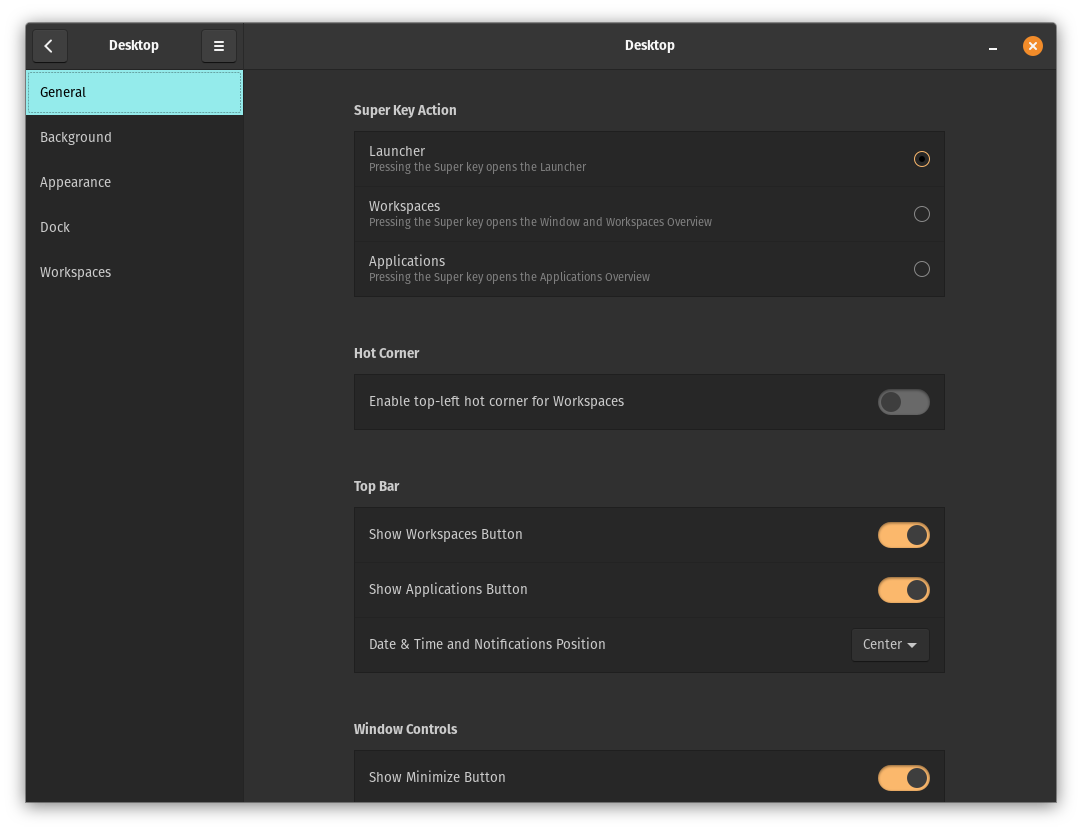 Desktop
Desktop
General
Background
Appearance
Dock
Workspaces
Super Key Action
Launcher
Pressing the Super key opens the Launcher
Workspaces
Pressing the Super key opens the Window and Workspaces Overview
Applications
Pressing the Super key opens the Applications Overview
Hot Corner
Enable top-left hot corner for Workspaces
Top Bar
Show Workspaces Button
Show Applications Button
Date & Time and Notifications Position
Center
Window Controls
Show Minimize Button